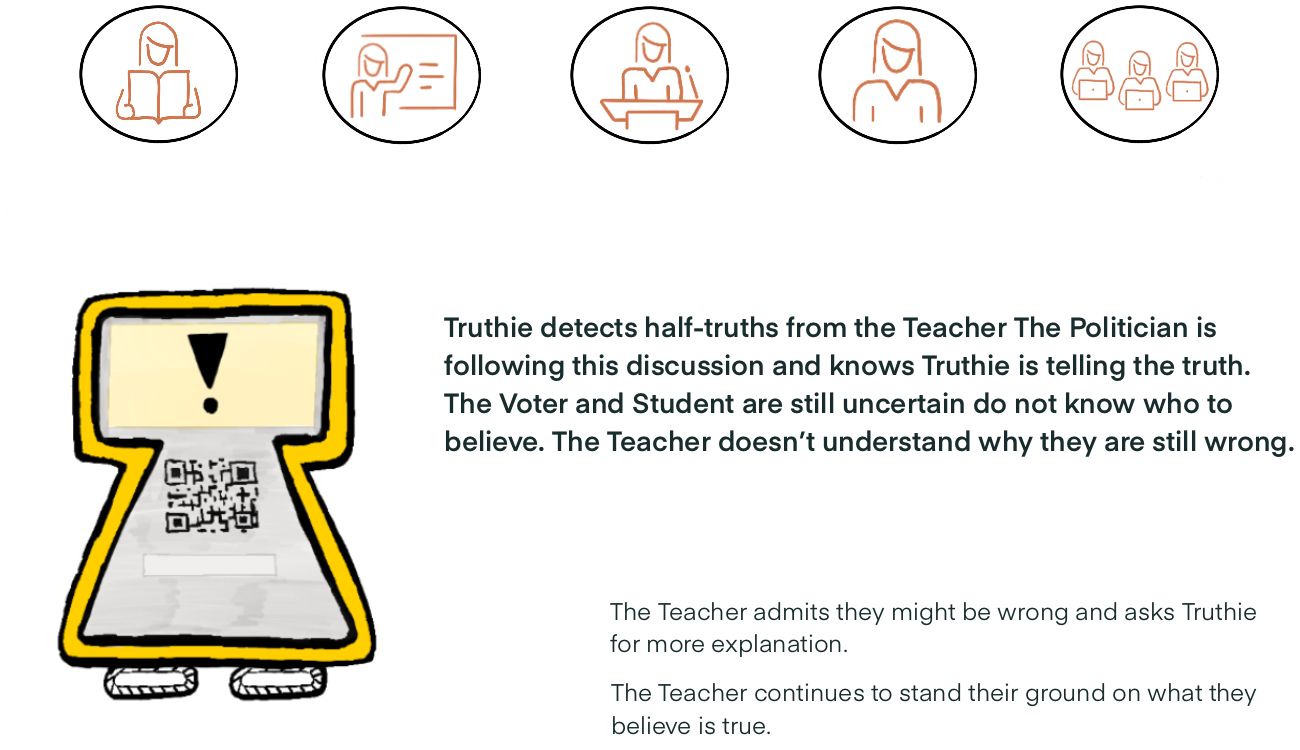 Truthie detects half-truths from the Teacher The Politician is
following this discussion and knows Truthie is telling the truth.
The Voter and Student are still uncertain do not know who to
believe. The Teacher doesn’t understand why they are still wrong.
The Teacher admits they might be wrong and asks Truthie
for more explanation.
The Teacher continues to stand their ground on what they
believe is true.